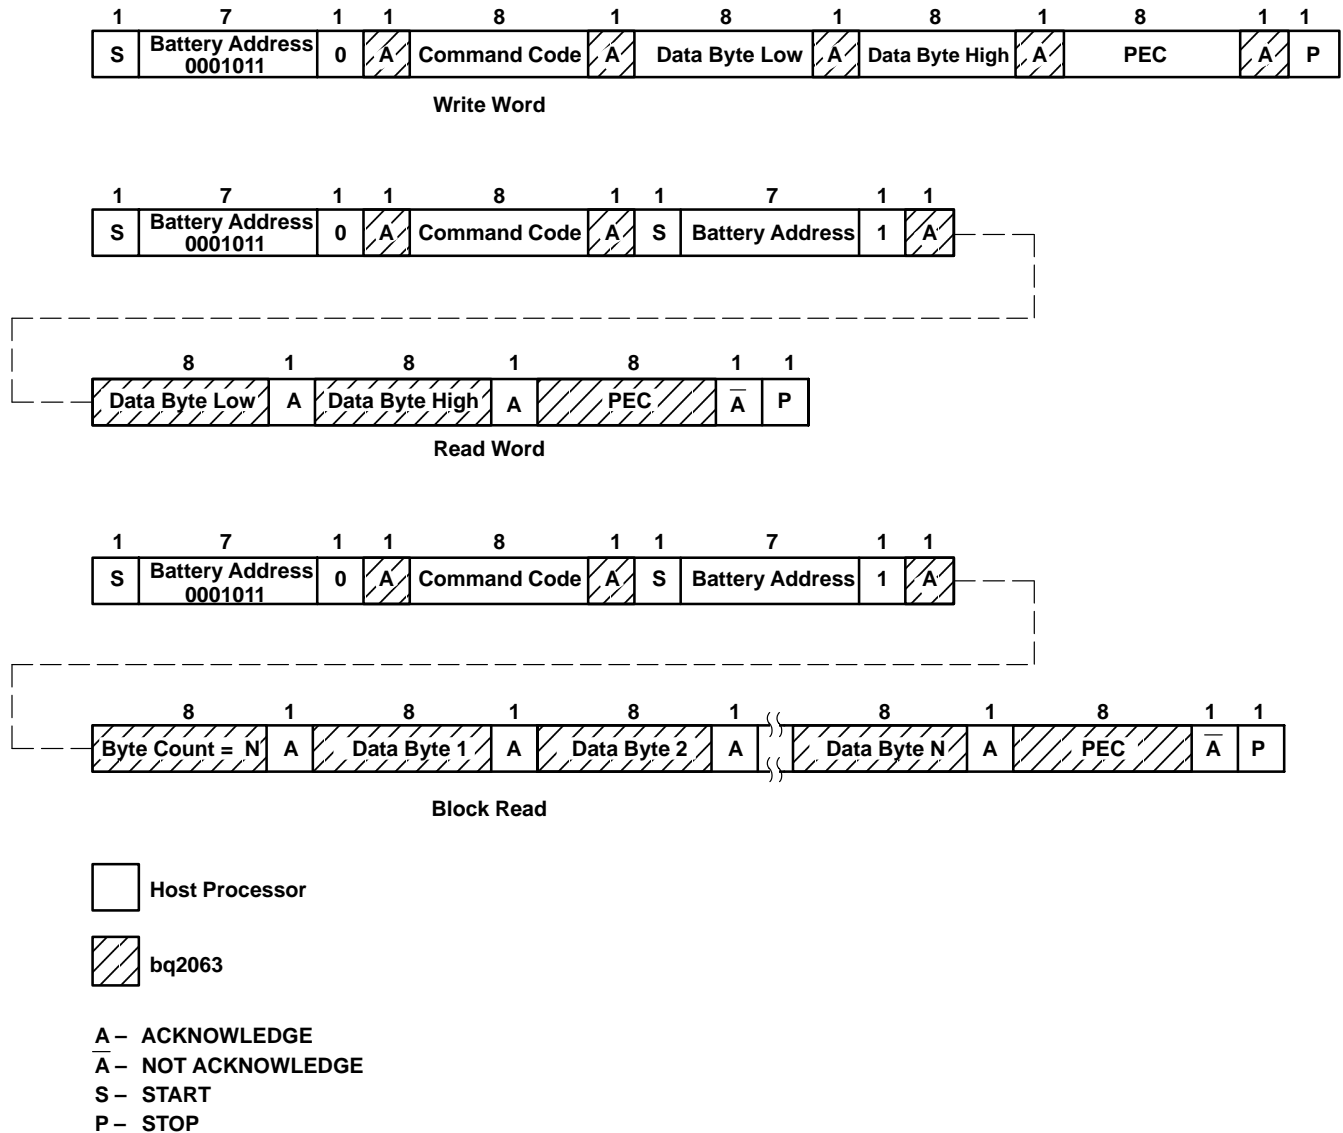 1 7 1 1 8 1 8 1 8 1 8 1 1
S Battery Address 0 A Command Code A Data Byte Low A Data Byte High A PEC A P
0001011
Write Word
1 7 1 1 8 1 1 7 1 1
S Battery Address 0 A Command Code A S Battery Address 1 A
0001011
8 1 8 1 8 1 1
Data Byte Low A Data Byte High A PEC A̅ P
Read Word
1 7 1 1 8 1 1 7 1 1
S Battery Address 0 A Command Code A S Battery Address 1 A
0001011
8 1 8 1 8 1 8 1 8 1 1
Byte Count = N A Data Byte 1 A Data Byte 2 A Data Byte N A PEC A̅ P
Block Read
Host Processor
bq2063
A – ACKNOWLEDGE
A̅ – NOT ACKNOWLEDGE
S – START
P – STOP